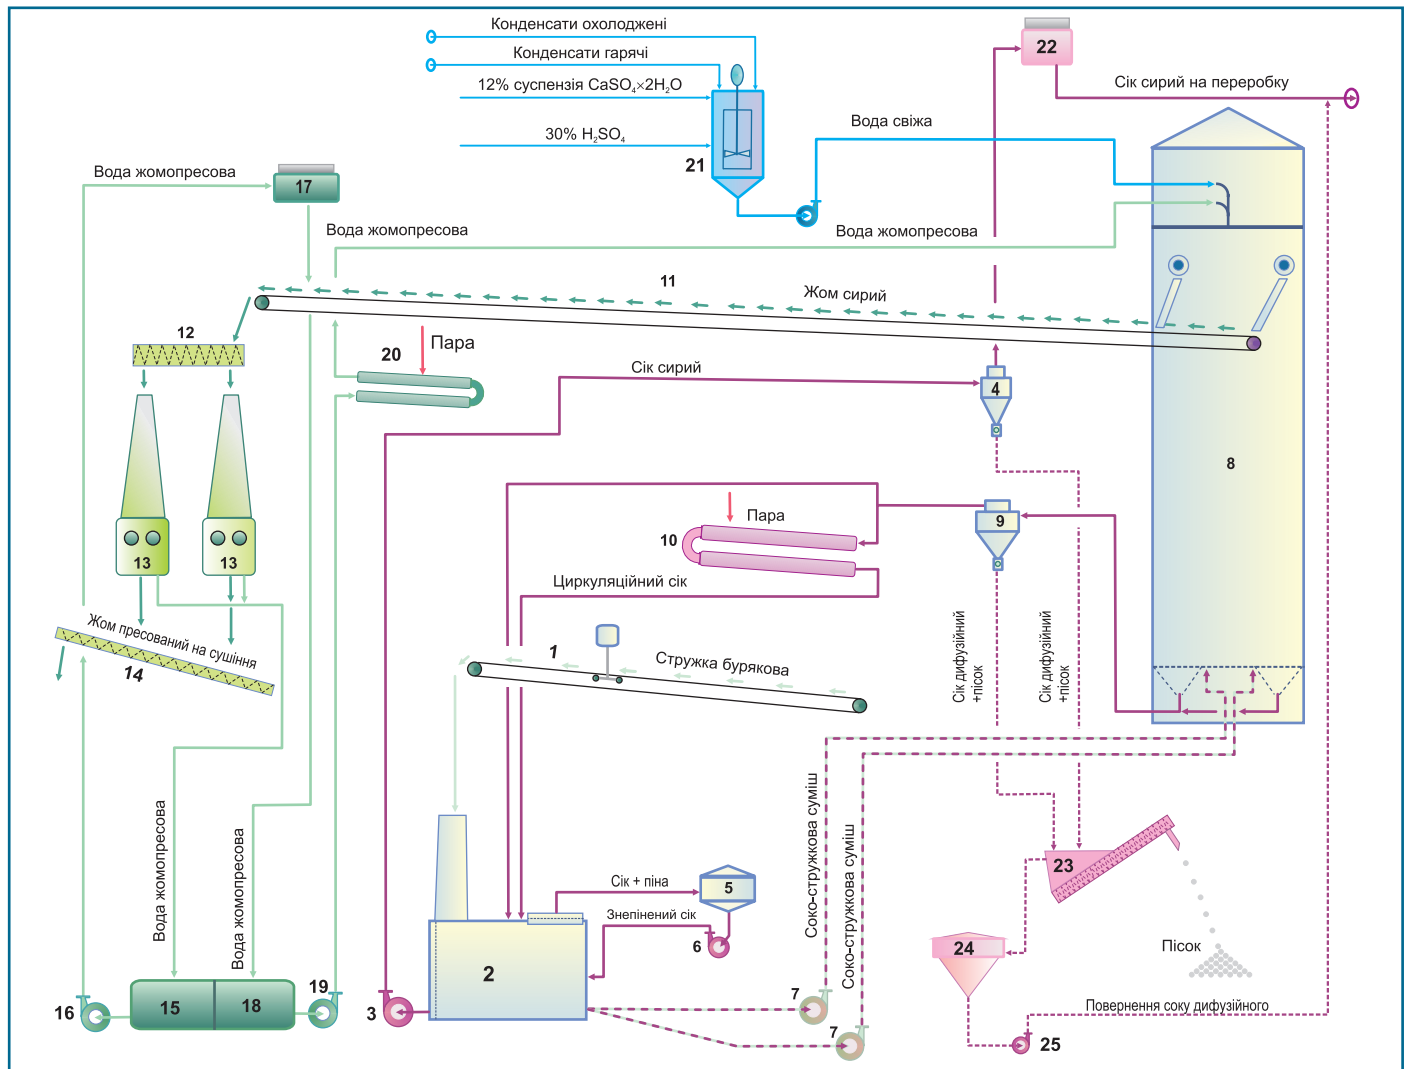 Конденсати охолоджені
22
Конденсати гарячі
12% суспензія CaSO₄×2H₂O
Сік сирий на переробку
30% H₂SO₄
Вода свіжа
21
Вода жомопресова
17
Вода жомопресова
Вода жомопресова
11
Жом сирий
12
20
Пара
Сік сирий
4
8
Пара
9
10
13
13
Циркуляційний сік
Жом пресований на сушіння
14
1
Стружка бурякова
Сік дифузійний
+пісок
Сік дифузійний
+пісок
Соко-стружкова суміш
Соко-стружкова суміш
Вода жомопресова
Вода жомопресова
Сік + піна
5
Знепінений сік
6
23
24
Пісок
2
15
18
19
16
3
7
7
Повернення соку дифузійного
25